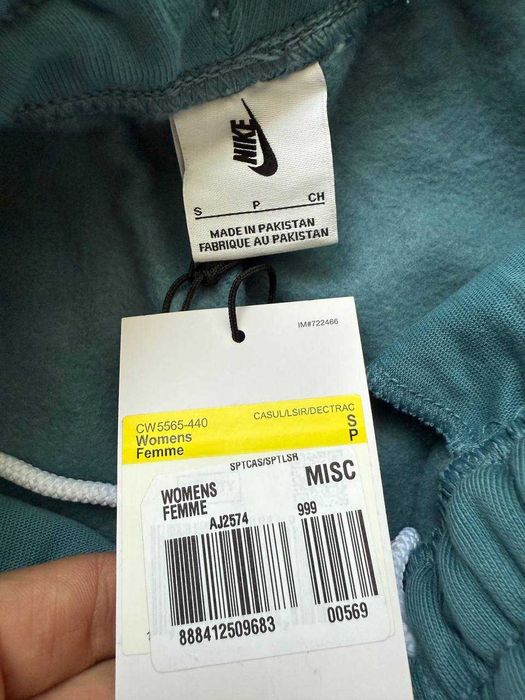 NIKE
S P CH
MADE IN PAKISTAN
FABRIQUE AU PAKISTAN
IM#722466
CW5565-440 CASUL/LSIR/DECTRAC
Womens S
Femme P
SPTCAS/SPTLSR
WOMENS MISC
FEMME
AJ2574 999
888412509683 00569